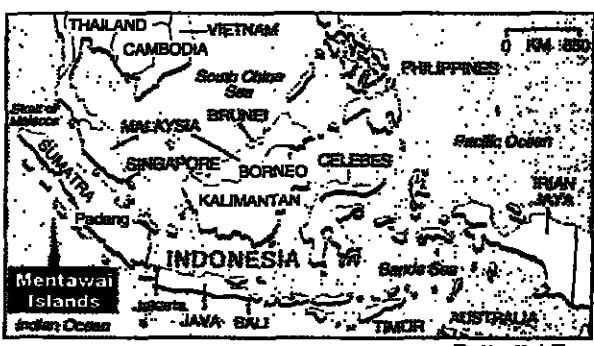 THAILAND
VIETNAM
CAMBODIA
0 KM 650
South China
Sea
PHILIPPINES
Strait of
Malacca
BRUNEI
MALAYSIA
Pacific Ocean
SINGAPORE
BORNEO
CELEBES
SUMATRA
KALIMANTAN
IRIAN
JAYA
Padang
INDONESIA
Banda Sea
Mentawai
Islands
Jakarta
Indian Ocean
JAVA
BALI
TIMOR
AUSTRALIA